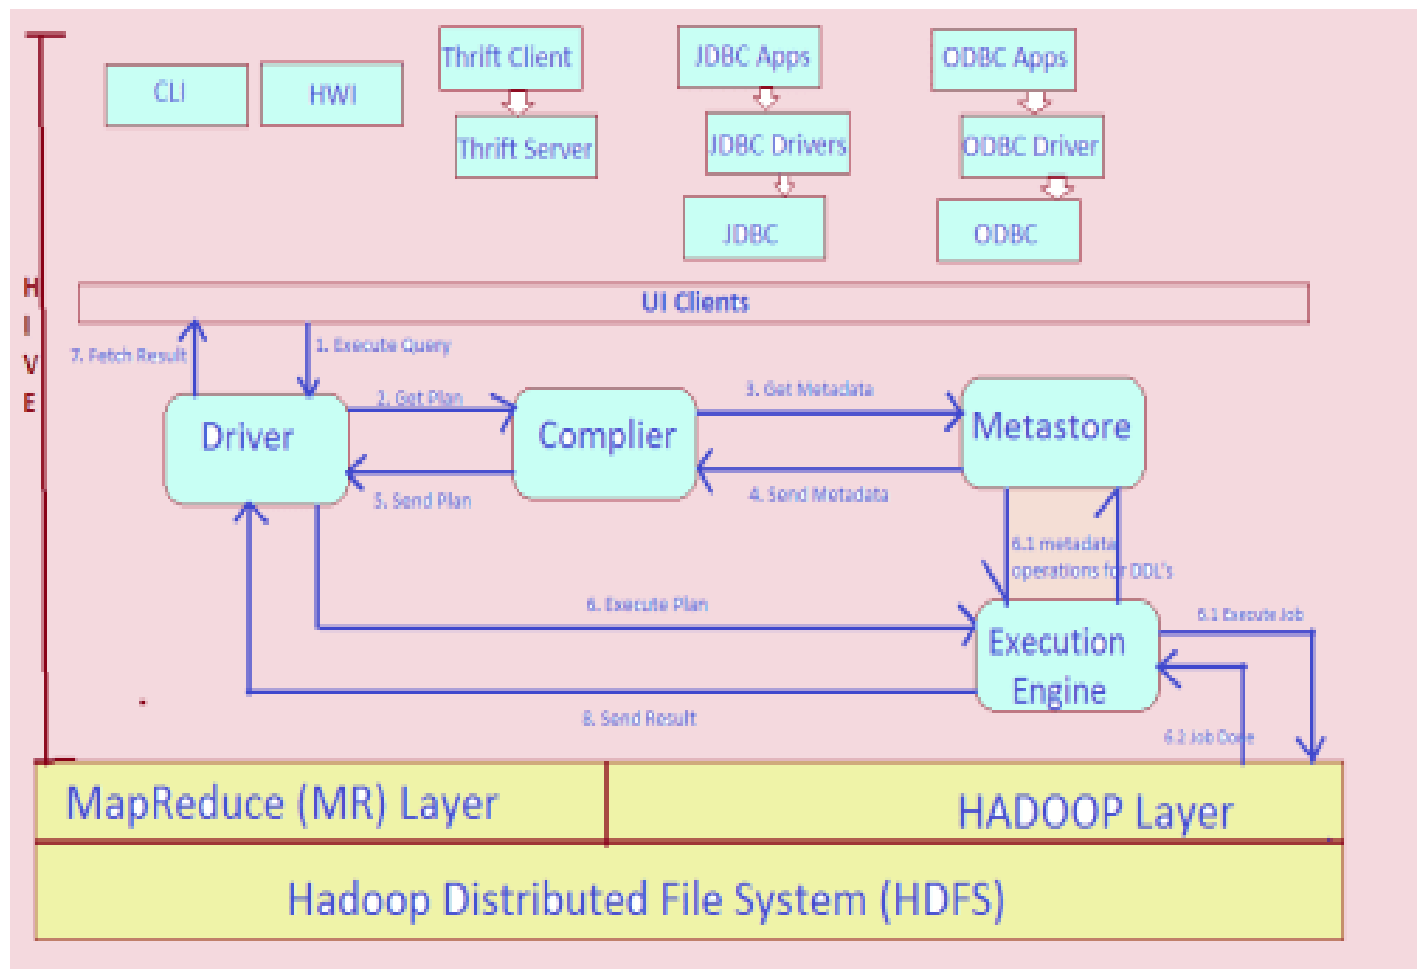 Thrift Client
JDBC Apps
ODBC Apps
CLI
HWI
Thrift Server
JDBC Drivers
ODBC Driver
JDBC
ODBC
H
I
V
E
UI Clients
7. Fetch Result
1. Execute Query
2. Get Plan
3. Get Metadata
Driver
Complier
Metastore
5. Send Plan
4. Send Metadata
6.1 metadata
operations for DDL's
6. Execute Plan
6.1 Execute Job
Execution
Engine
8. Send Result
6.2 Job Done
MapReduce (MR) Layer
HADOOP Layer
Hadoop Distributed File System (HDFS)